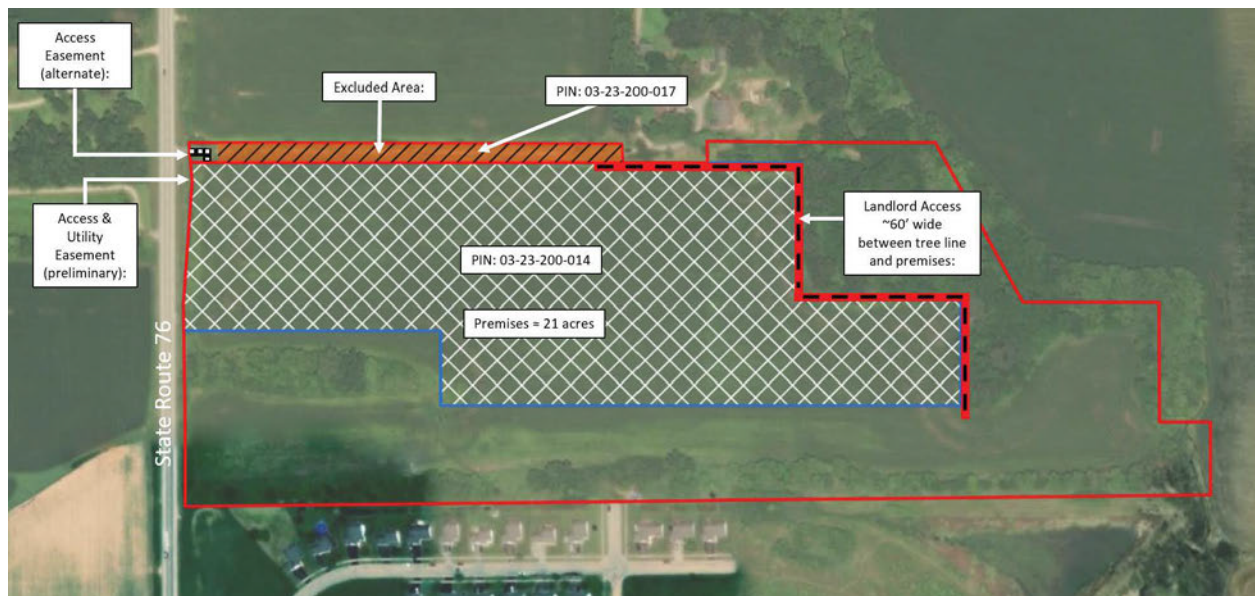 Access
Easement
(alternate):
Excluded Area:
PIN: 03-23-200-017
Access &
Utility
Easement
(preliminary):
Landlord Access
~60' wide
between tree line
and premises:
PIN: 03-23-200-014
Premises = 21 acres
State Route 76